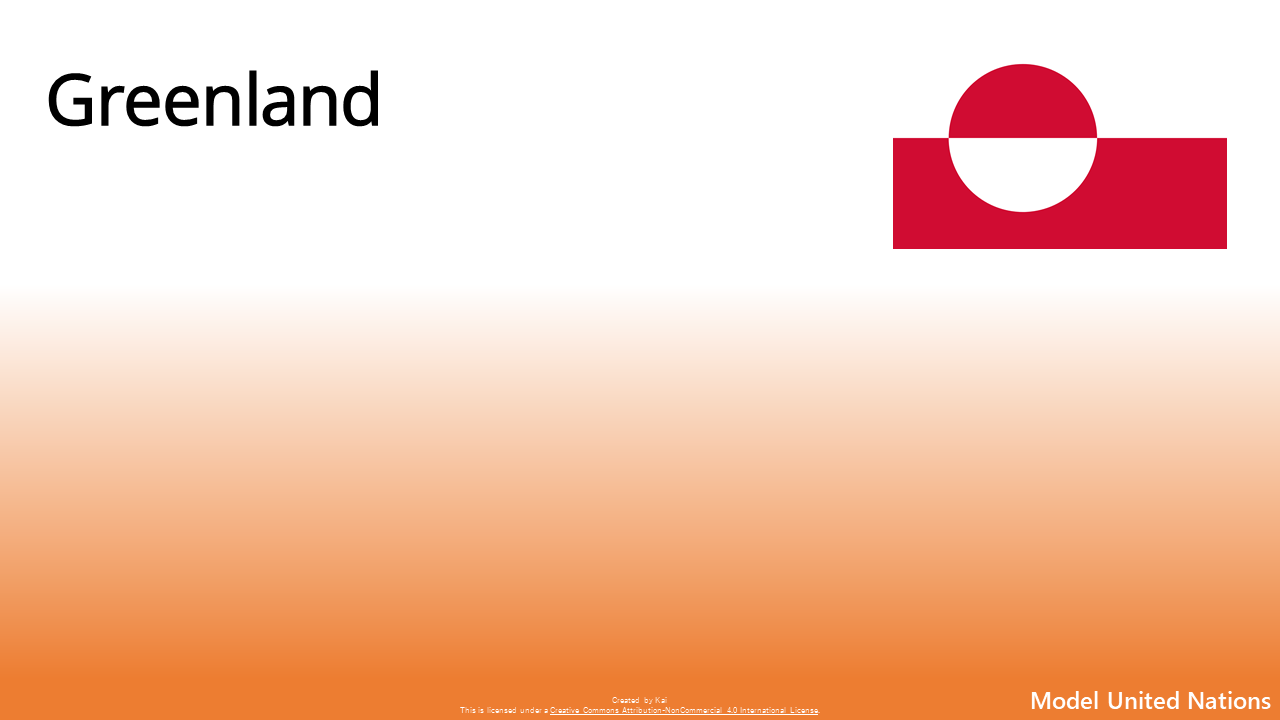 Greenland
Created by Kai
This is licensed under a Creative Commons Attribution-NonCommercial 4.0 International License.
Model United Nations